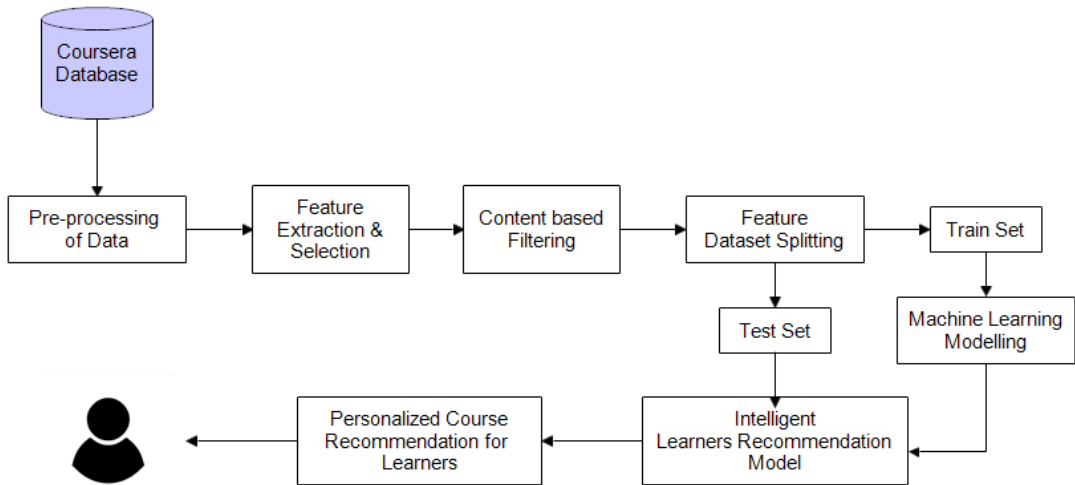 Coursera
Database
Pre-processing
of Data
Feature
Extraction &
Selection
Content based
Filtering
Feature
Dataset Splitting
Train Set
Test Set
Machine Learning
Modelling
Personalized Course
Recommendation for
Learners
Intelligent
Learners Recommendation
Model